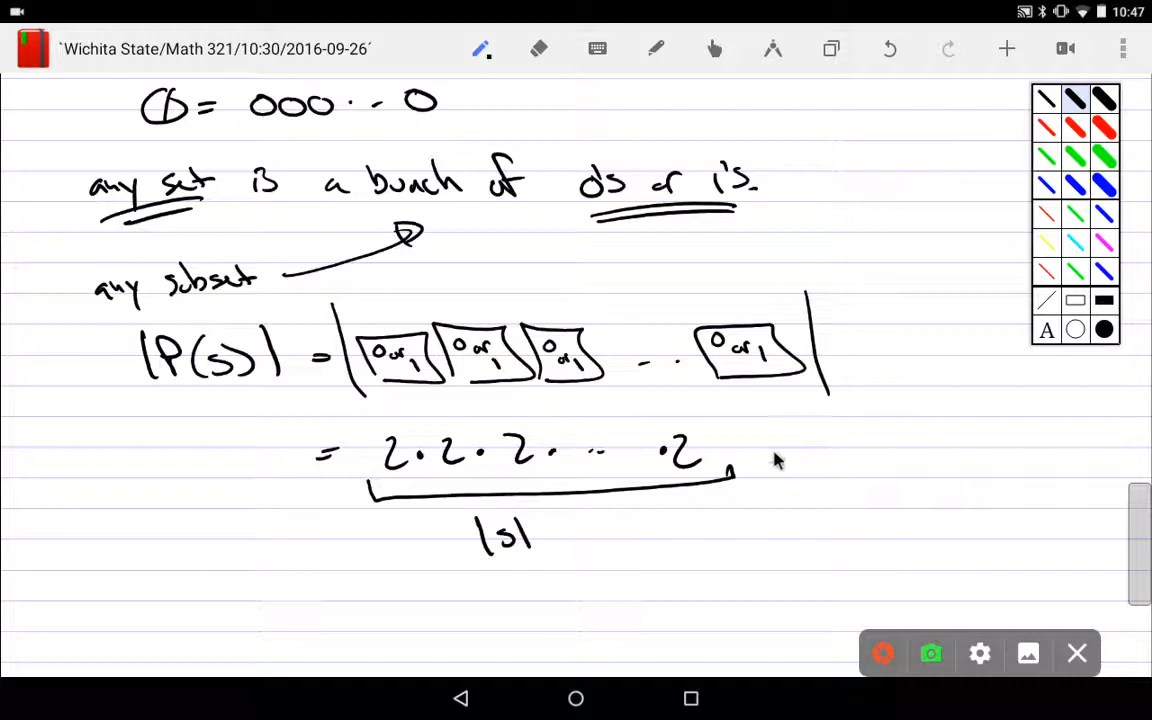 10:47
`Wichita State/Math 321/10:30/2016-09-26´
∅ = 000 ·· 0
any set is a bunch of 0's or 1's.
any subset
|P(s)| = |0 or 1 0 or 1 0 or 1 ... 0 or 1|
= 2 · 2 · 2 · ·· · 2
|s|
A